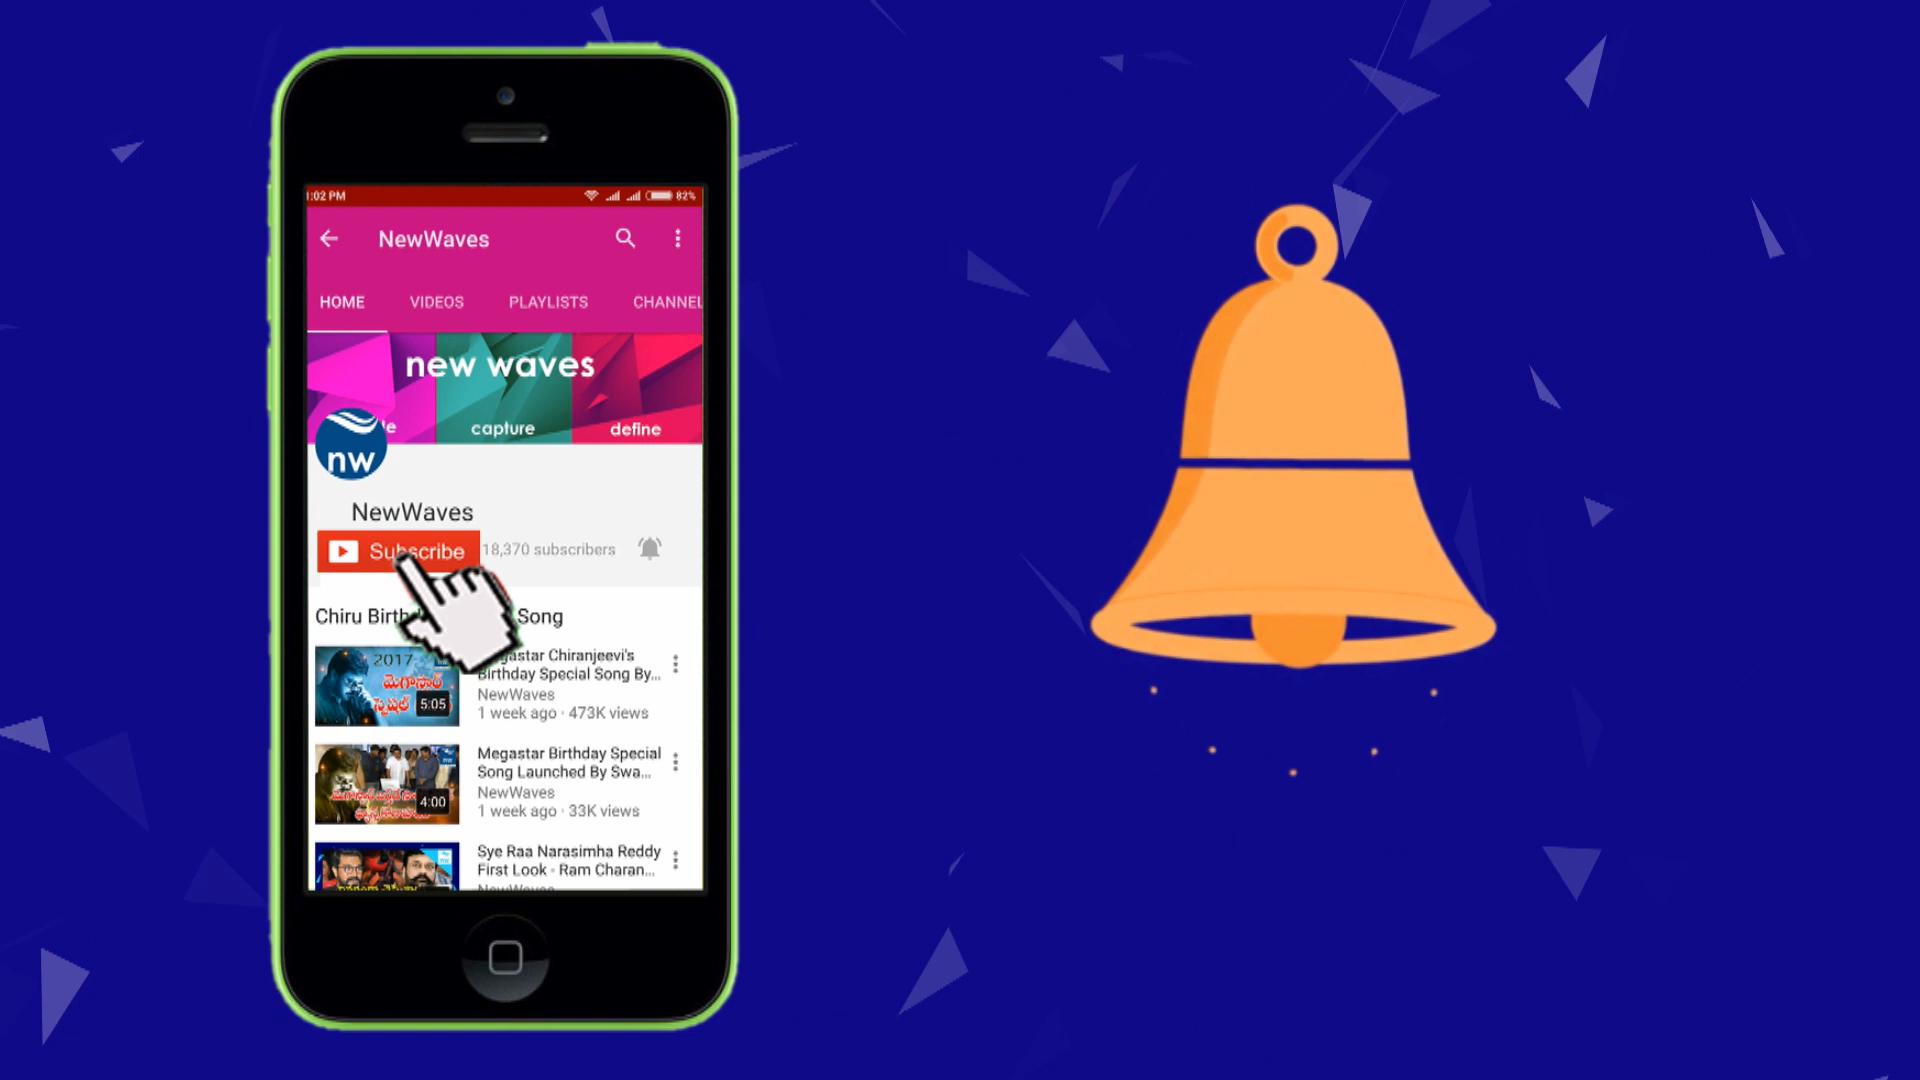 1:02 PM
82%
NewWaves
HOME VIDEOS PLAYLISTS CHANNEL
new waves
capture
define
nw
NewWaves
Subscribe 18,370 subscribers
Chiru Song
2017
మెగాస్టార్
స్పెషల్
5:05
Chiranjeevi's
Birthday Special Song By...
NewWaves
1 week ago · 473K views
4:00
Megastar Birthday Special
Song Launched By Swa...
NewWaves
1 week ago · 33K views
Sye Raa Narasimha Reddy
First Look - Ram Charan...
NewWaves